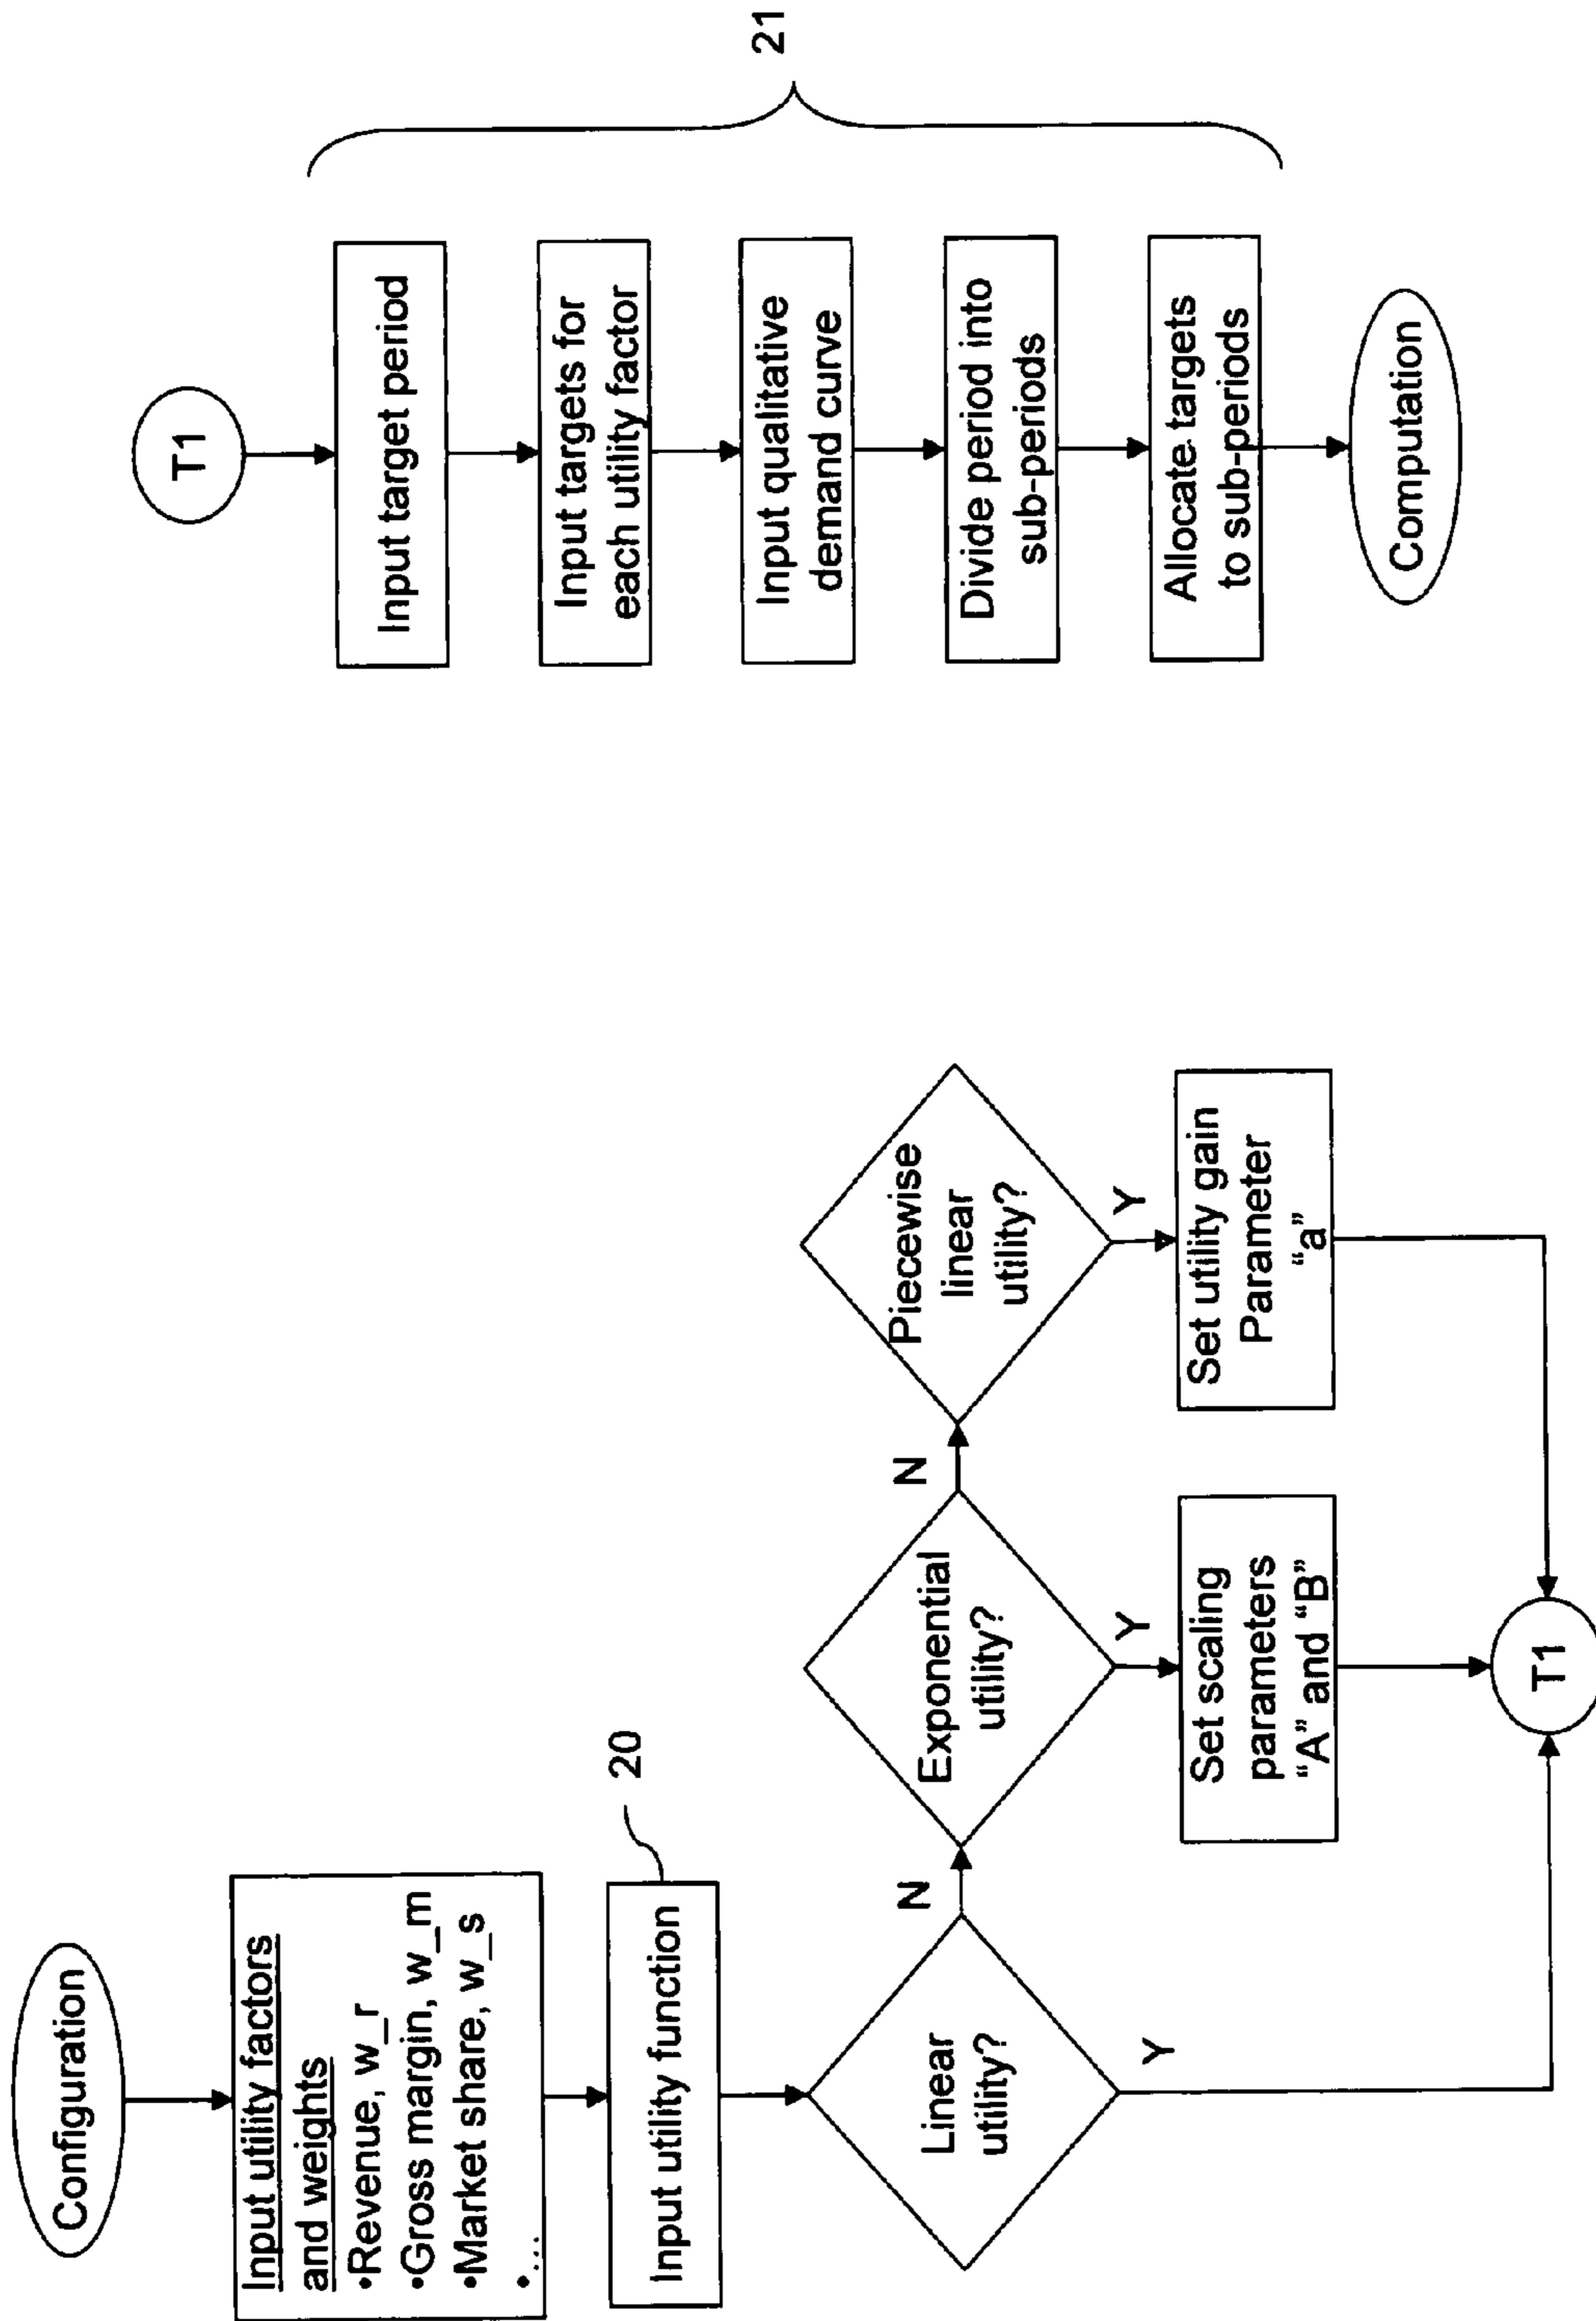 Configuration
Input utility factors
and weights
•Revenue, w_r
•Gross margin, w_m
•Market share, w_s
•...
Input utility function
20
Linear
utility?
N
Y
Exponential
utility?
N
Y
Set scaling
parameters
“A” and “B”
Piecewise
linear
utility?
Y
Set utility gain
Parameter
“a”
T1
T1
Input target period
Input targets for
each utility factor
Input qualitative
demand curve
Divide period into
sub-periods
Allocate targets
to sub-periods
Computation
21